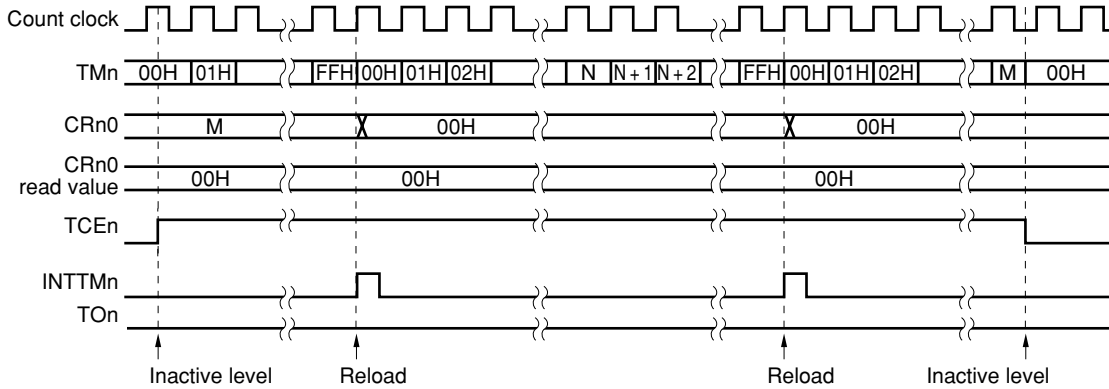 Count clock
TMn 00H 01H FFH 00H 01H 02H N N + 1 N + 2 FFH 00H 01H 02H M 00H
CRn0 M 00H 00H
CRn0
read value 00H 00H 00H
TCEn
INTTMn
TOn
Inactive level Reload Reload Inactive level